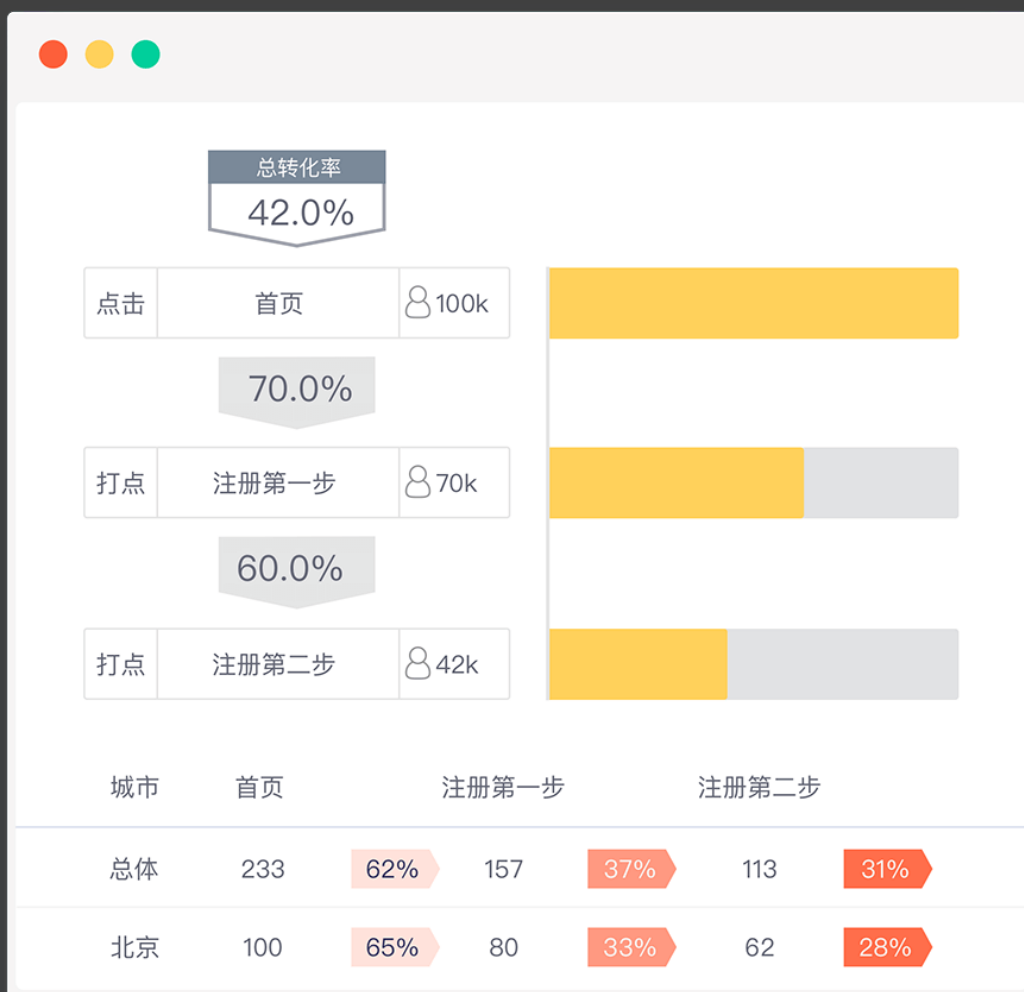 总转化率
42.0%
点击 首页 100k
70.0%
打点 注册第一步 70k
60.0%
打点 注册第二步 42k
城市 首页 注册第一步 注册第二步
总体 233 62% 157 37% 113 31%
北京 100 65% 80 33% 62 28%